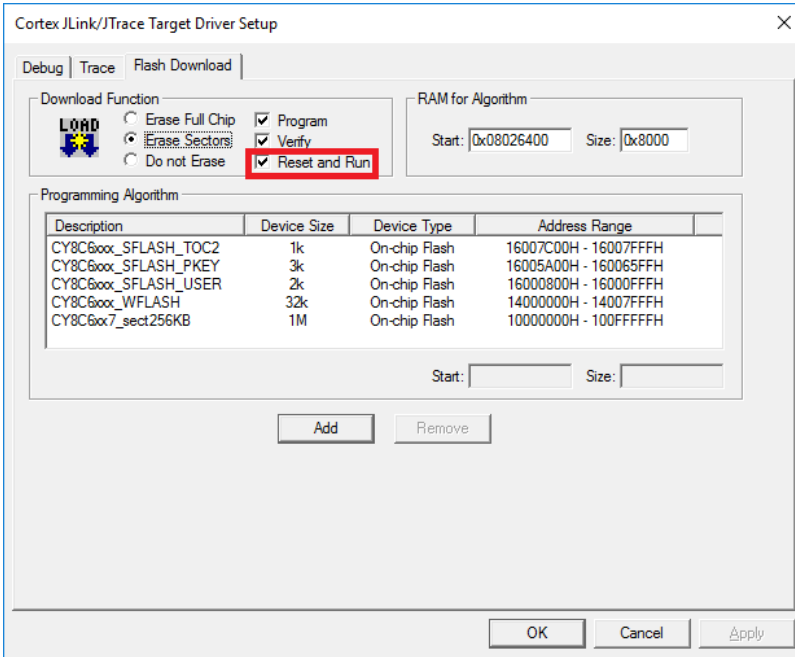 Cortex JLink/JTrace Target Driver Setup
Debug Trace Flash Download
Download Function
LOAD
Erase Full Chip
Erase Sectors
Do not Erase
Program
Verify
Reset and Run
RAM for Algorithm
Start: 0x08026400 Size: 0x8000
Programming Algorithm
Description Device Size Device Type Address Range
CY8C6xxx_SFLASH_TOC2 1k On-chip Flash 16007C00H - 16007FFFH
CY8C6xxx_SFLASH_PKEY 3k On-chip Flash 16005A00H - 160065FFH
CY8C6xxx_SFLASH_USER 2k On-chip Flash 16000800H - 16000FFFH
CY8C6xxx_WFLASH 32k On-chip Flash 14000000H - 14007FFFH
CY8C6xx7_sect256KB 1M On-chip Flash 10000000H - 100FFFFFH
Start: Size:
Add Remove
OK Cancel Apply